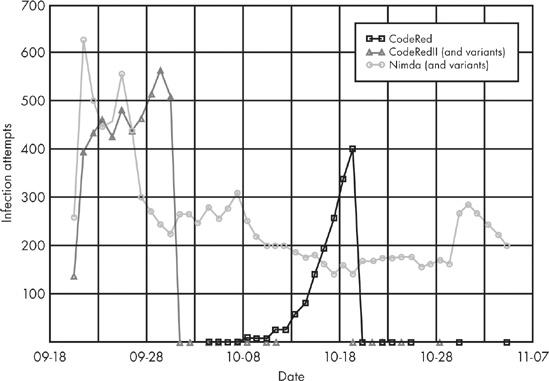 700
600
500
400
300
200
100
Infection attempts
CodeRed
CodeRedII (and variants)
Nimda (and variants)
09-18
09-28
10-08
10-18
10-28
11-07
Date